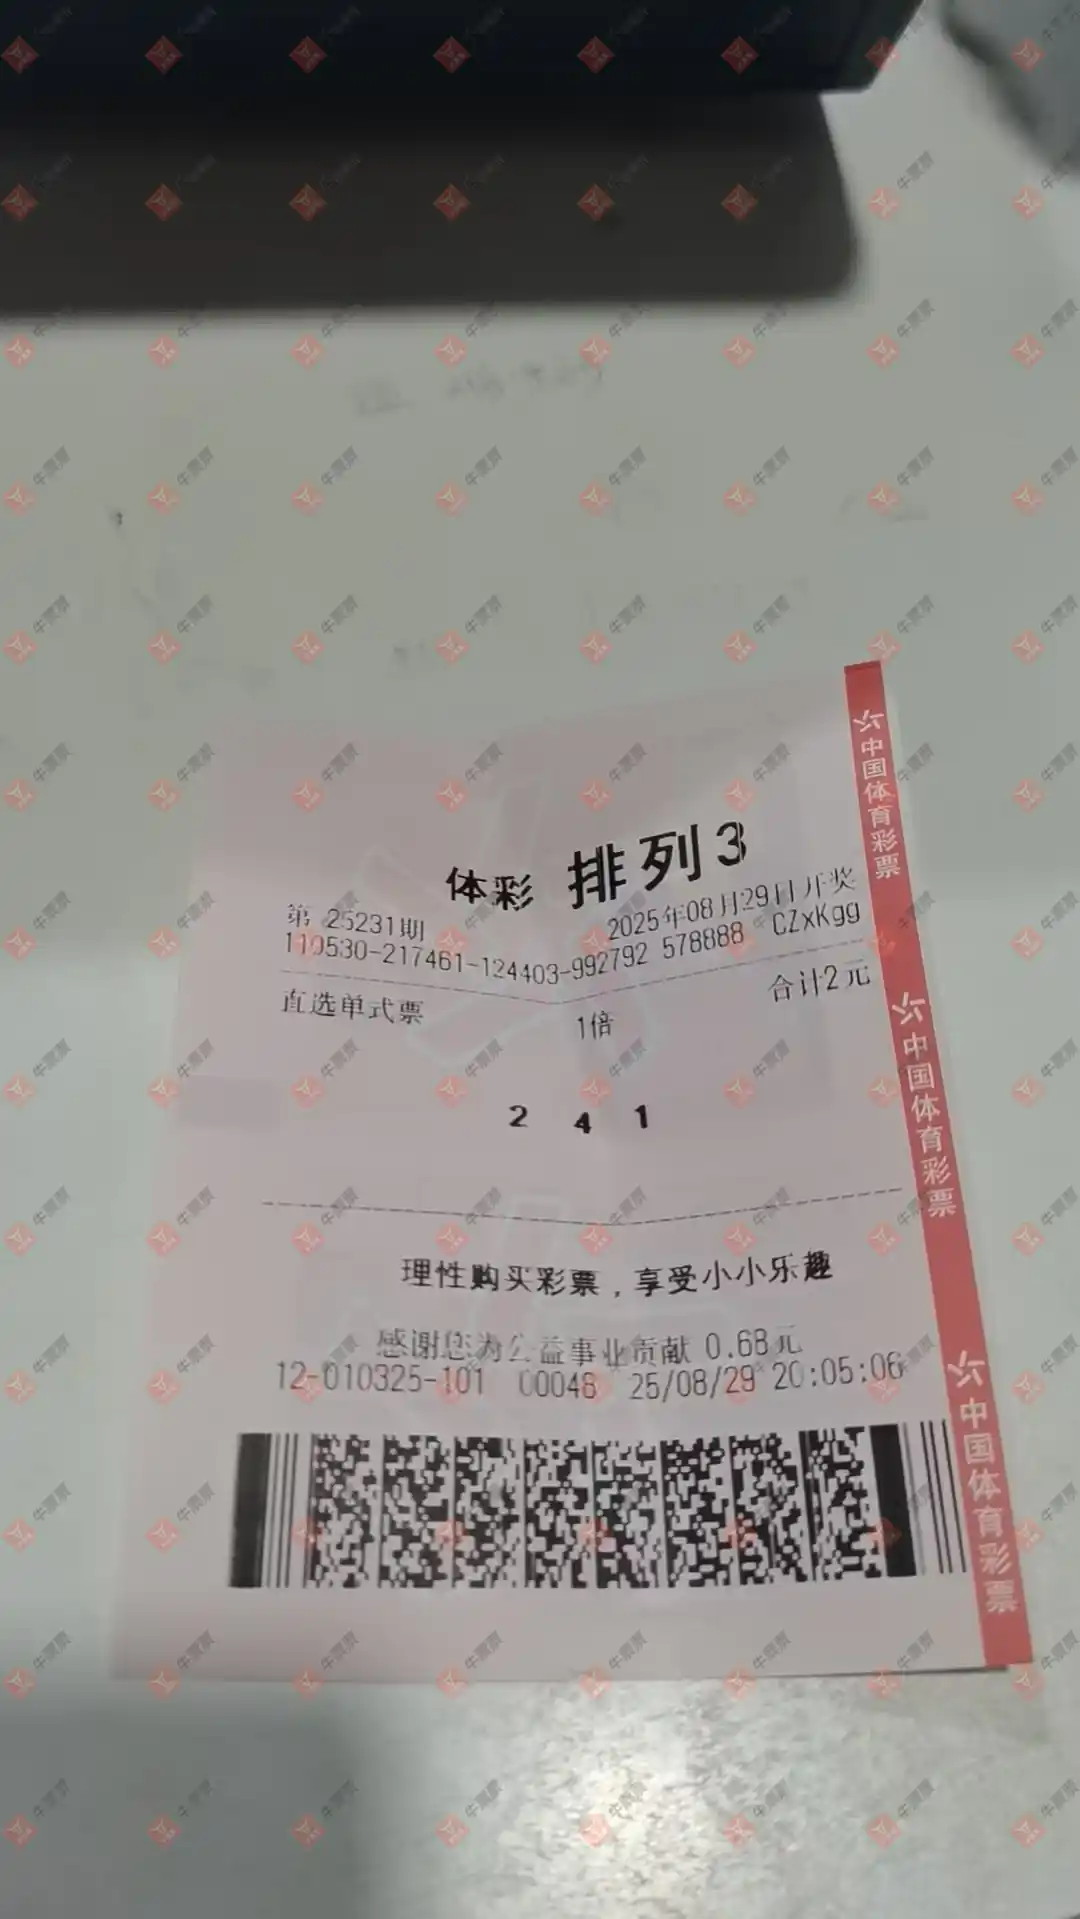 体彩 排列3
第 25231期 2025年08月29日开奖
110530-217461-124403-992792 578888 CZxKgg
直选单式票 1倍 合计2元
2 4 1
理性购买彩票，享受小小乐趣
感谢您为公益事业贡献 0.68元
12-010325-101 00046 25/08/29 20:05:06
中国体育彩票
中国体育彩票
中国体育彩票
牛票票